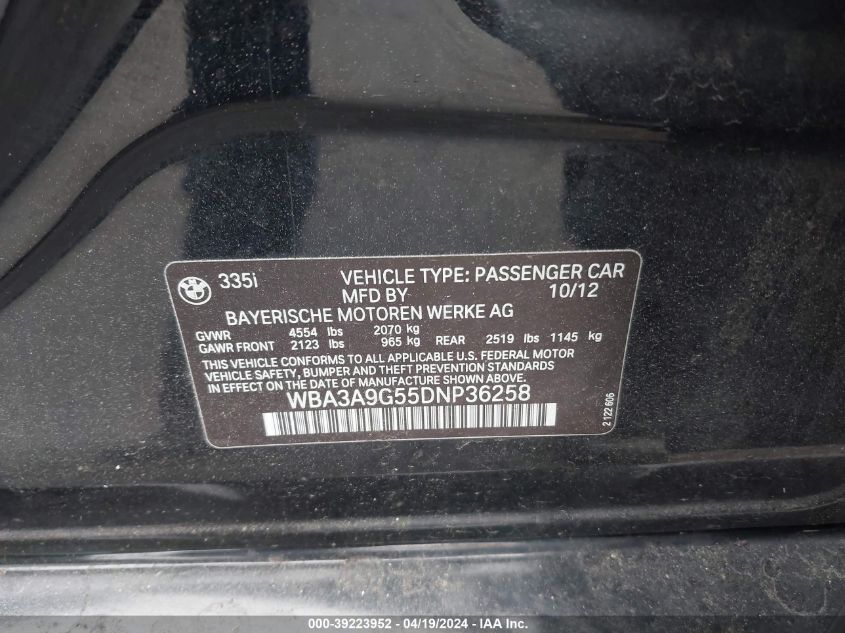 335i VEHICLE TYPE: PASSENGER CAR
MFD BY 10/12
BAYERISCHE MOTOREN WERKE AG
GVWR 4554 lbs 2070 kg
GAWR FRONT 2123 lbs 965 kg REAR 2519 lbs 1145 kg
THIS VEHICLE CONFORMS TO ALL APPLICABLE U.S. FEDERAL MOTOR
VEHICLE SAFETY, BUMPER AND THEFT PREVENTION STANDARDS
IN EFFECT ON THE DATE OF MANUFACTURE SHOWN ABOVE.
WBA3A9G55DNP36258
2 122 606
000-39223952 - 04/19/2024 - IAA Inc.